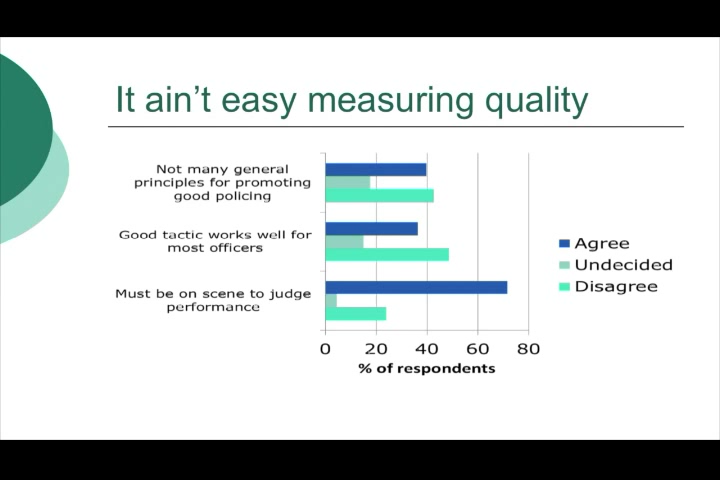 It ain't easy measuring quality
Not many general
principles for promoting
good policing
Good tactic works well for
most officers
Must be on scene to judge
performance
Agree
Undecided
Disagree
0 20 40 60 80
% of respondents